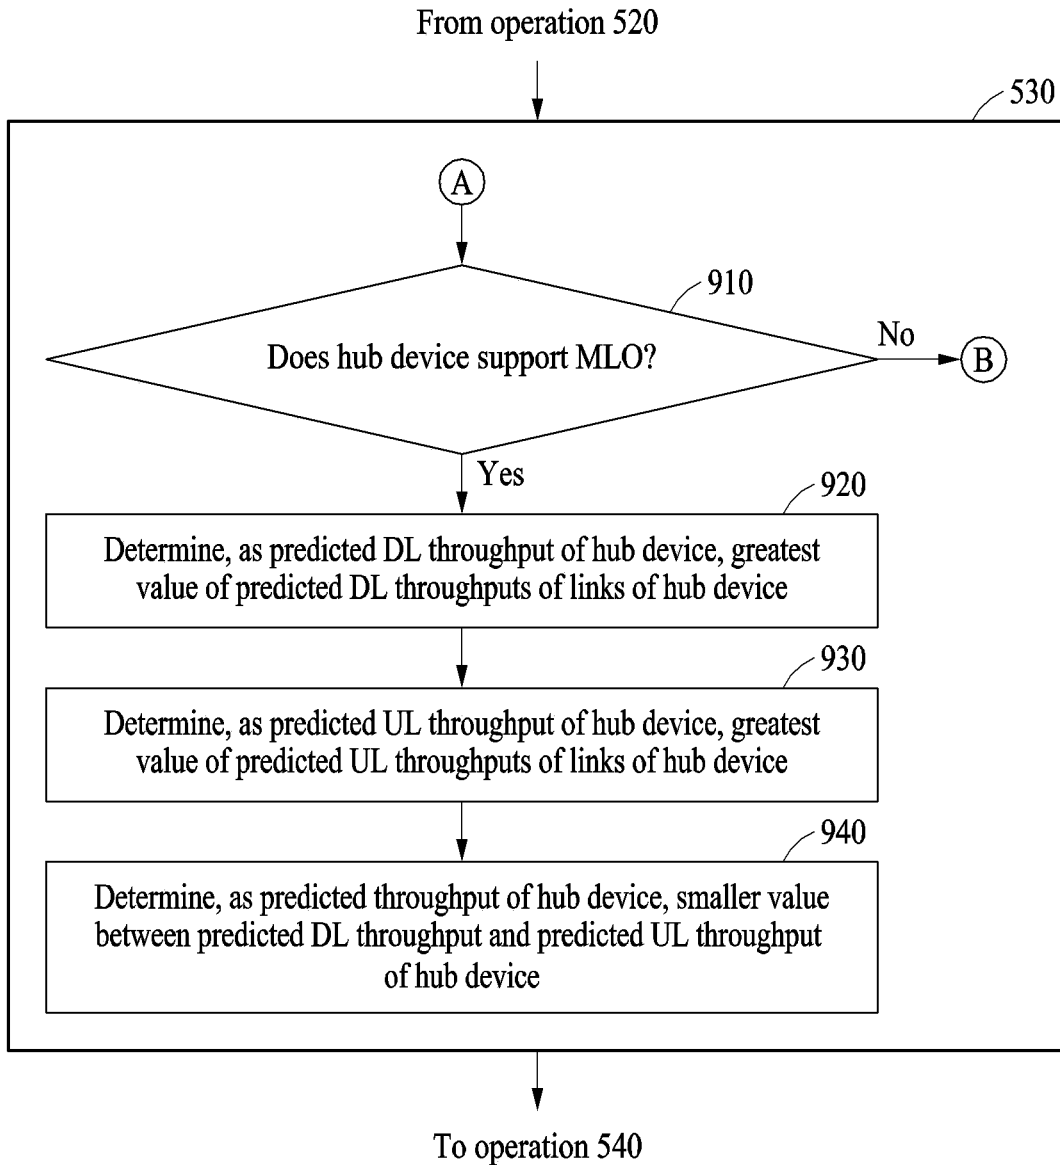 From operation 520
530
A
910
Does hub device support MLO?
No
B
Yes
920
Determine, as predicted DL throughput of hub device, greatest
value of predicted DL throughputs of links of hub device
930
Determine, as predicted UL throughput of hub device, greatest
value of predicted UL throughputs of links of hub device
940
Determine, as predicted throughput of hub device, smaller value
between predicted DL throughput and predicted UL throughput
of hub device
To operation 540